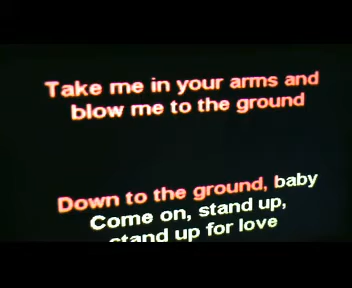 Take me in your arms and
blow me to the ground
Down to the ground, baby
Come on, stand up,
stand up for love